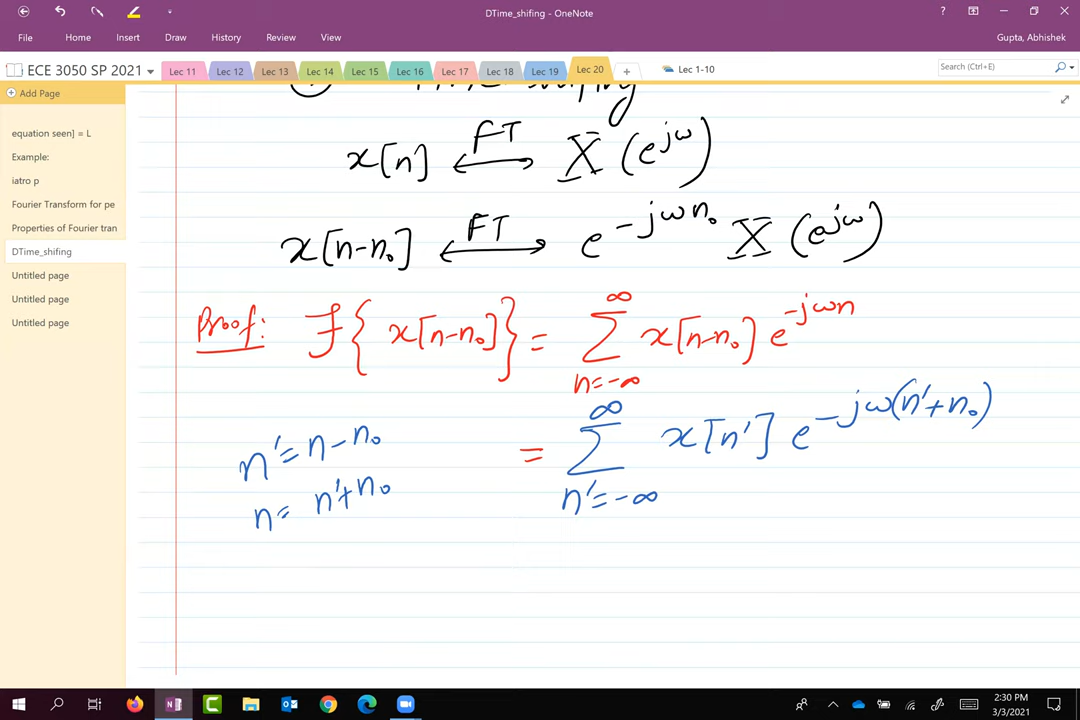 DTime_shifing - OneNote
?
File Home Insert Draw History Review View
Gupta, Abhishek
ECE 3050 SP 2021
Lec 11 Lec 12 Lec 13 Lec 14 Lec 15 Lec 16 Lec 17 Lec 18 Lec 19 Lec 20 + Lec 1-10
Search (Ctrl+E)
Add Page
equation seen] = L
Example:
iatro p
Outline: Fourier Transform for pe
Properties of Fourier tran
DTime_shifing
Untitled page
Untitled page
Untitled page
x[n] ⟷ FT X(e^{jω})
x[n-n₀] ⟷ FT e^{-jωn₀} X(e^{jω})
Proof: F{ x[n-n₀] } = ∑_{n=-∞}^{∞} x[n-n₀] e^{-jωn}
n' = n - n₀
n = n' + n₀
= ∑_{n'=-∞}^{∞} x[n'] e^{-jω(n'+n₀)}
2:30 PM
3/3/2021